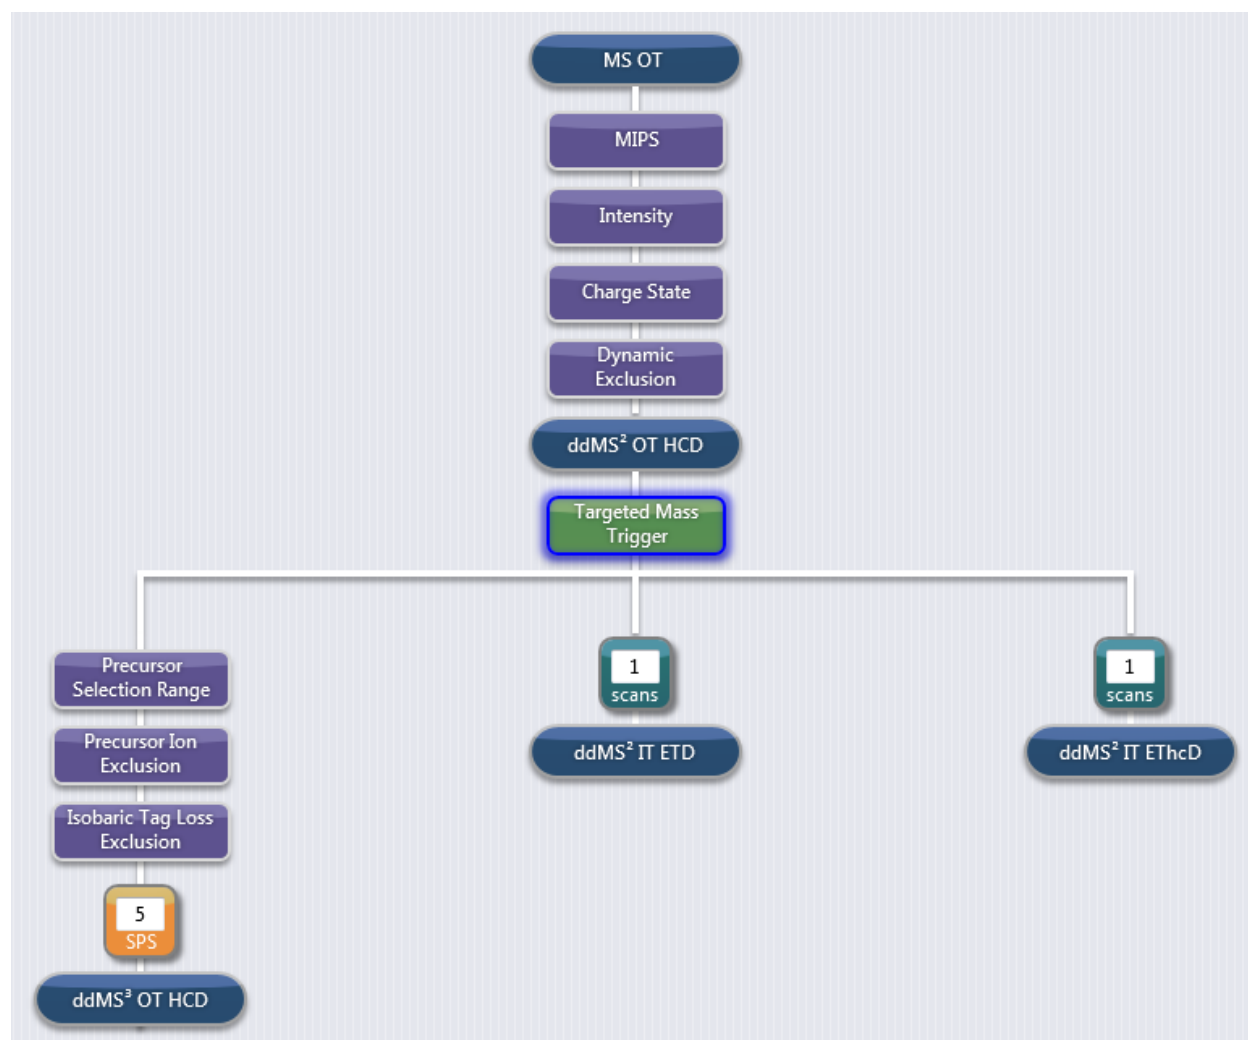 MS OT
MIPS
Intensity
Charge State
Dynamic
Exclusion
ddMS² OT HCD
Targeted Mass
Trigger
Precursor
Selection Range
Precursor Ion
Exclusion
Isobaric Tag Loss
Exclusion
5
SPS
ddMS³ OT HCD
1
scans
ddMS² IT ETD
1
scans
ddMS² IT EThcD